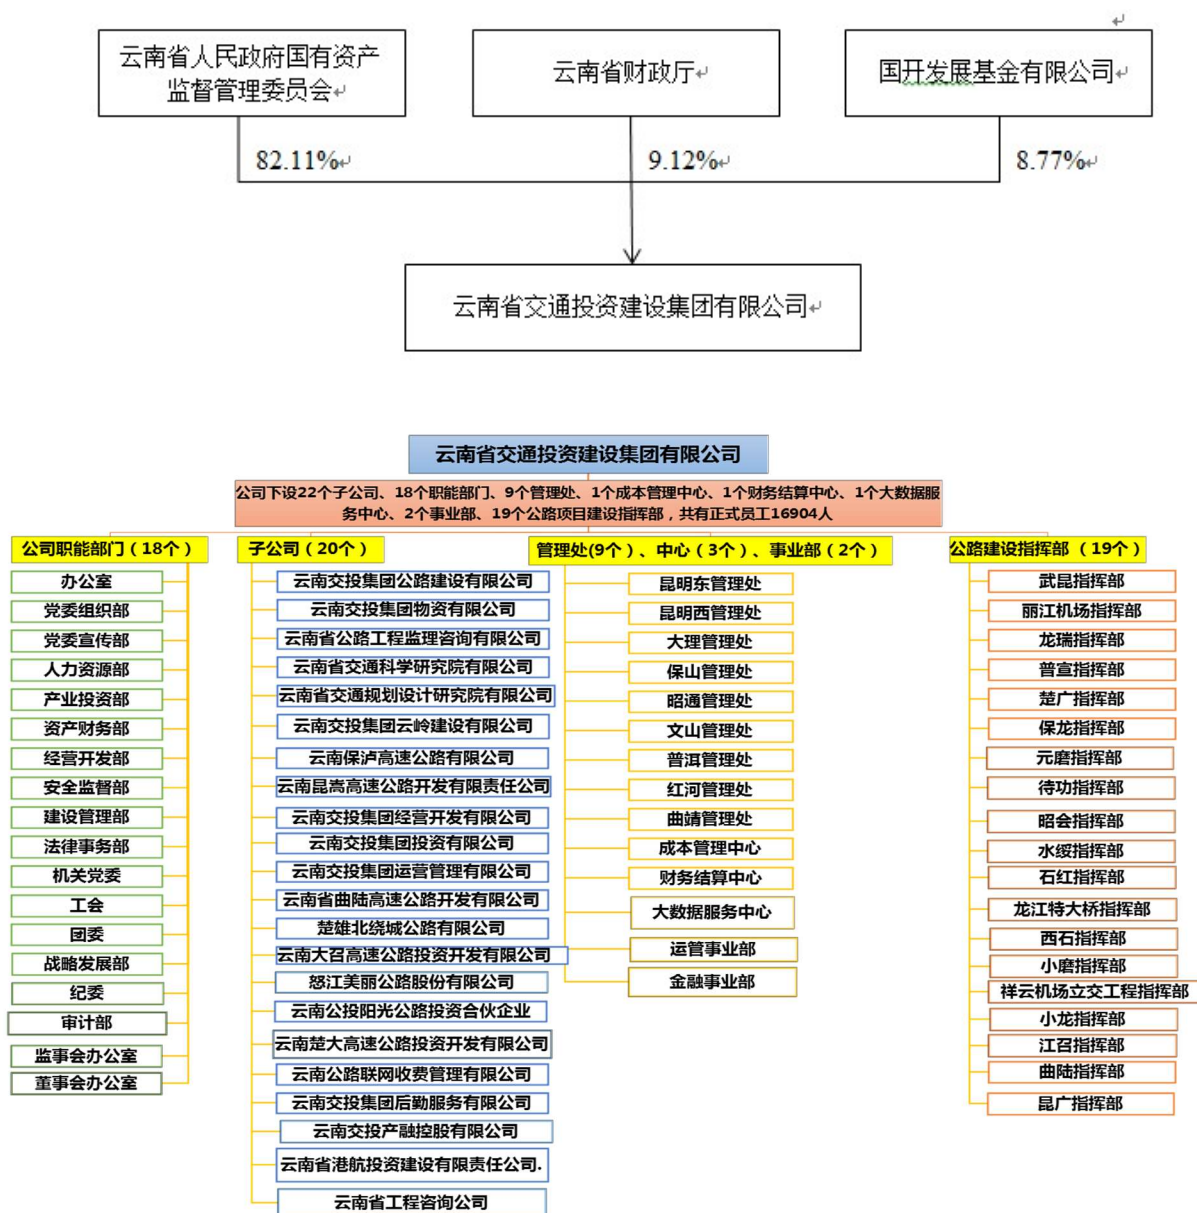 云南省人民政府国有资产
监督管理委员会
云南省财政厅
国开发展基金有限公司
82.11%
9.12%
8.77%
云南省交通投资建设集团有限公司
云南省交通投资建设集团有限公司
公司下设22个子公司、18个职能部门、9个管理处、1个成本管理中心、1个财务结算中心、1个大数据服
务中心、2个事业部、19个公路项目建设指挥部，共有正式员工16904人
公司职能部门（18个）
办公室
党委组织部
党委宣传部
人力资源部
产业投资部
资产财务部
经营开发部
安全监督部
建设管理部
法律事务部
机关党委
工会
团委
战略发展部
纪委
审计部
监事会办公室
董事会办公室
子公司（20个）
云南交投集团公路建设有限公司
云南交投集团物资有限公司
云南省公路工程监理咨询有限公司
云南省交通科学研究院有限公司
云南省交通规划设计研究院有限公司
云南交投集团云岭建设有限公司
云南保泸高速公路有限公司
云南昆嵩高速公路开发有限责任公司
云南交投集团经营开发有限公司
云南交投集团投资有限公司
云南交投集团运营管理有限公司
云南省曲陆高速公路开发有限公司
楚雄北绕城公路有限公司
云南大召高速公路投资开发有限公司
怒江美丽公路股份有限公司
云南公投阳光公路投资合伙企业
云南楚大高速公路投资开发有限公司
云南公路联网收费管理有限公司
云南交投集团后勤服务有限公司
云南交投产融控股有限公司
云南省港航投资建设有限责任公司.
云南省工程咨询公司
管理处(9个）、中心（3个）、事业部（2个）
昆明东管理处
昆明西管理处
大理管理处
保山管理处
昭通管理处
文山管理处
普洱管理处
红河管理处
曲靖管理处
成本管理中心
财务结算中心
大数据服务中心
运管事业部
金融事业部
公路建设指挥部（19个）
武昆指挥部
丽江机场指挥部
龙瑞指挥部
普宣指挥部
楚广指挥部
保龙指挥部
元磨指挥部
待功指挥部
昭会指挥部
水绥指挥部
石红指挥部
龙江特大桥指挥部
西石指挥部
小磨指挥部
祥云机场立交工程指挥部
小龙指挥部
江召指挥部
曲陆指挥部
昆广指挥部